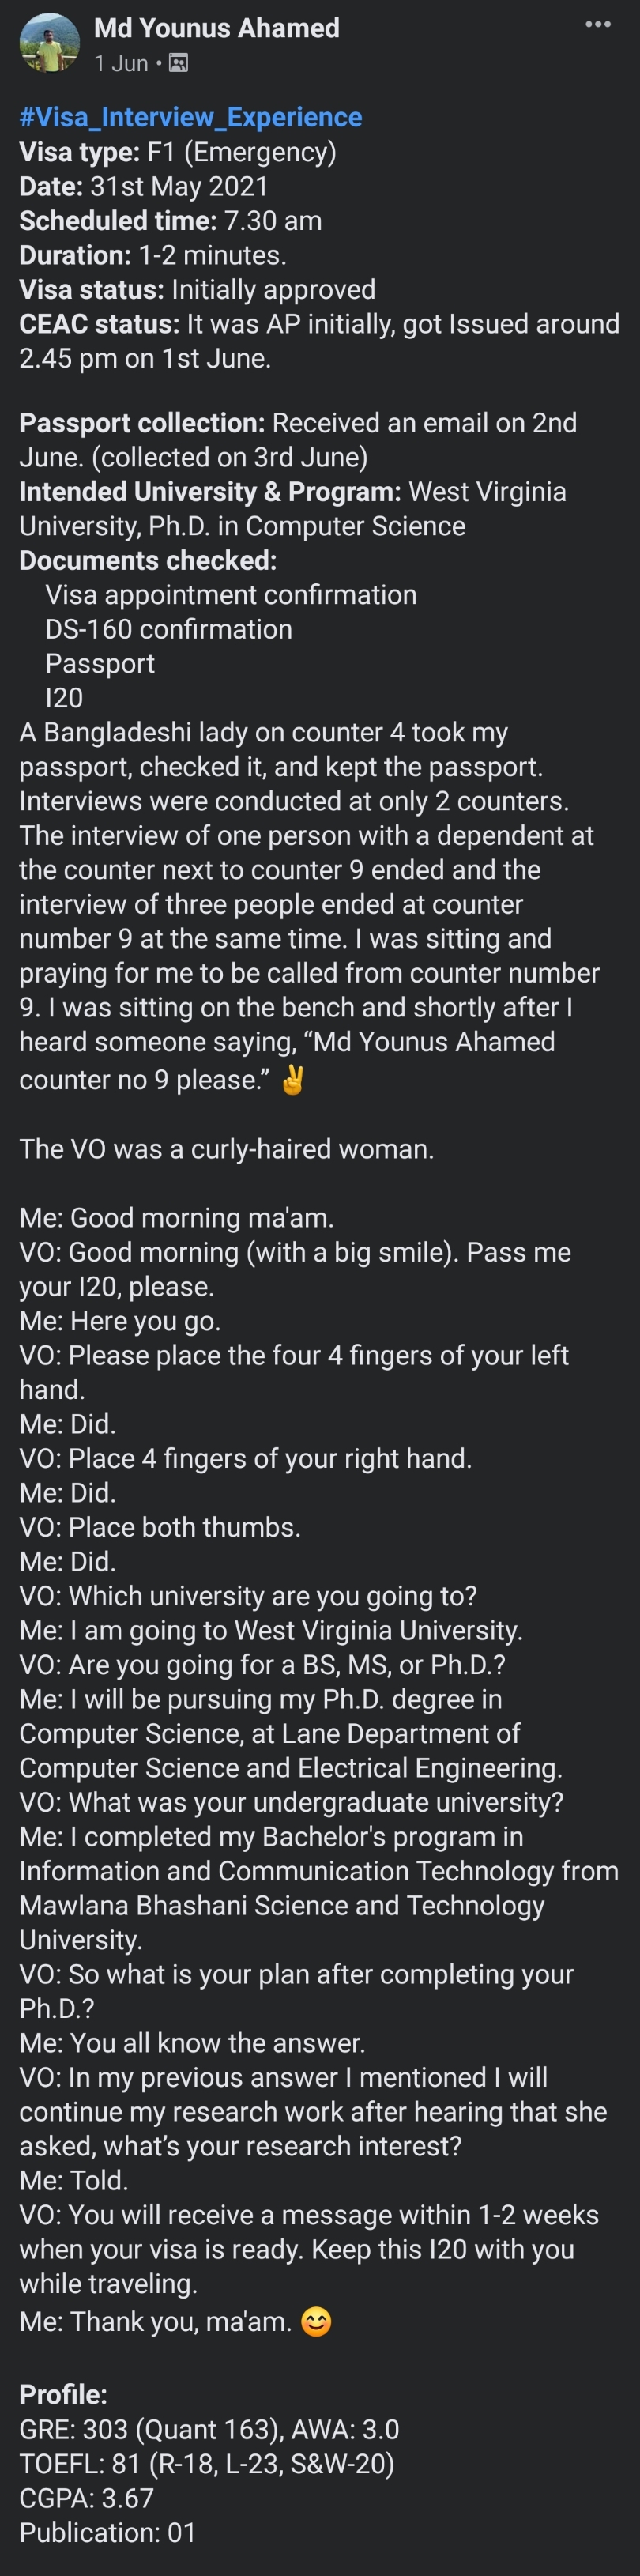 Md Younus Ahamed
1 Jun •
#Visa_Interview_Experience
Visa type: F1 (Emergency)
Date: 31st May 2021
Scheduled time: 7.30 am
Duration: 1-2 minutes.
Visa status: Initially approved
CEAC status: It was AP initially, got Issued around
2.45 pm on 1st June.
Passport collection: Received an email on 2nd
June. (collected on 3rd June)
Intended University & Program: West Virginia
University, Ph.D. in Computer Science
Documents checked:
Visa appointment confirmation
DS-160 confirmation
Passport
I20
A Bangladeshi lady on counter 4 took my
passport, checked it, and kept the passport.
Interviews were conducted at only 2 counters.
The interview of one person with a dependent at
the counter next to counter 9 ended and the
interview of three people ended at counter
number 9 at the same time. I was sitting and
praying for me to be called from counter number
9. I was sitting on the bench and shortly after I
heard someone saying, “Md Younus Ahamed
counter no 9 please.” ✌
The VO was a curly-haired woman.
Me: Good morning ma'am.
VO: Good morning (with a big smile). Pass me
your I20, please.
Me: Here you go.
VO: Please place the four 4 fingers of your left
hand.
Me: Did.
VO: Place 4 fingers of your right hand.
Me: Did.
VO: Place both thumbs.
Me: Did.
VO: Which university are you going to?
Me: I am going to West Virginia University.
VO: Are you going for a BS, MS, or Ph.D.?
Me: I will be pursuing my Ph.D. degree in
Computer Science, at Lane Department of
Computer Science and Electrical Engineering.
VO: What was your undergraduate university?
Me: I completed my Bachelor's program in
Information and Communication Technology from
Mawlana Bhashani Science and Technology
University.
VO: So what is your plan after completing your
Ph.D.?
Me: You all know the answer.
VO: In my previous answer I mentioned I will
continue my research work after hearing that she
asked, what’s your research interest?
Me: Told.
VO: You will receive a message within 1-2 weeks
when your visa is ready. Keep this I20 with you
while traveling.
Me: Thank you, ma'am. 😊
Profile:
GRE: 303 (Quant 163), AWA: 3.0
TOEFL: 81 (R-18, L-23, S&W-20)
CGPA: 3.67
Publication: 01